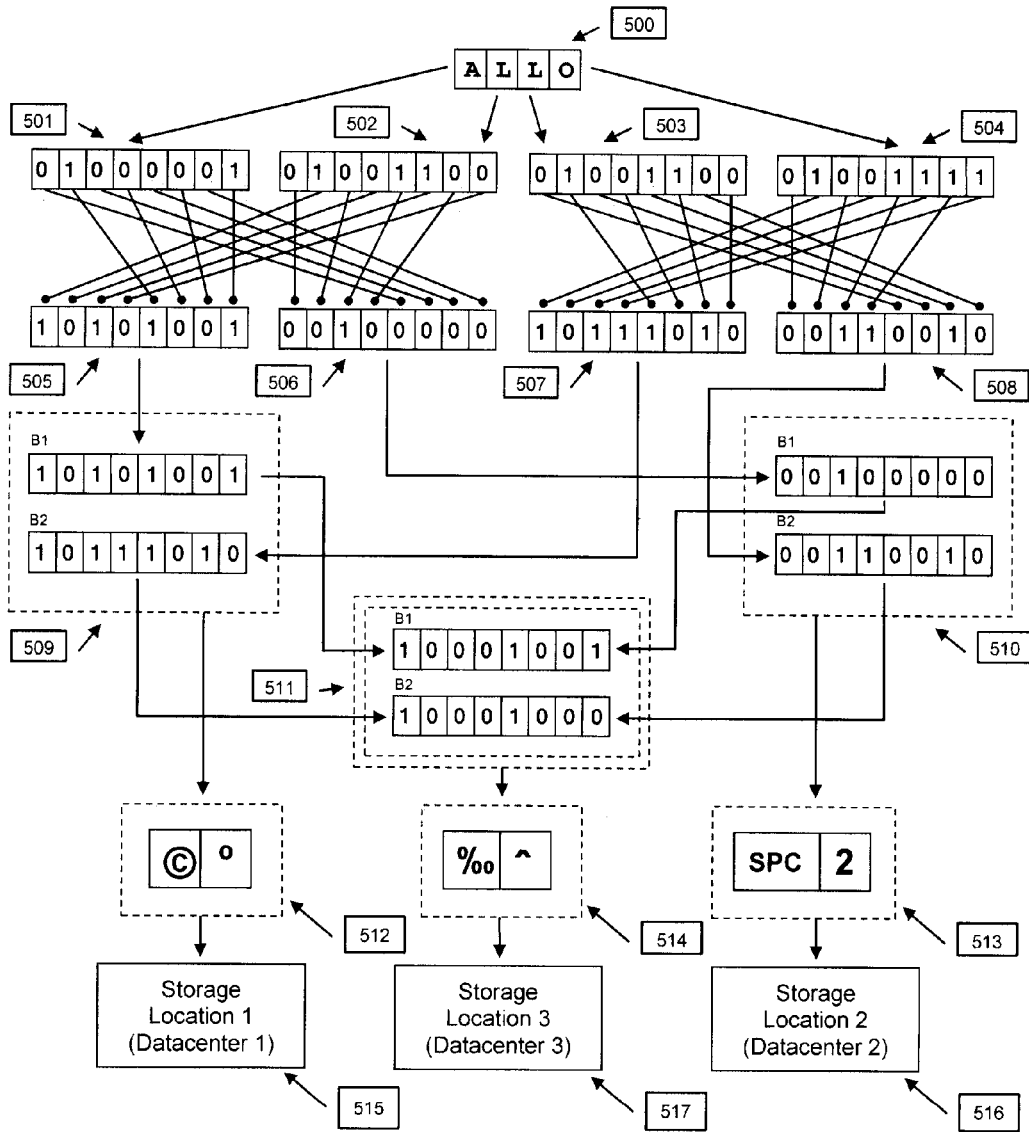 500
A L L O
501
502
503
504
0 1 0 0 0 0 0 1
0 1 0 0 1 1 0 0
0 1 0 0 1 1 0 0
0 1 0 0 1 1 1 1
1 0 1 0 1 0 0 1
0 0 1 0 0 0 0 0
1 0 1 1 1 0 1 0
0 0 1 1 0 0 1 0
505
506
507
508
B1
1 0 1 0 1 0 0 1
B2
1 0 1 1 1 0 1 0
509
B1
0 0 1 0 0 0 0 0
B2
0 0 1 1 0 0 1 0
510
511
B1
1 0 0 0 1 0 0 1
B2
1 0 0 0 1 0 0 0
© º
‰ ^
SPC 2
512
514
513
Storage
Location 1
(Datacenter 1)
Storage
Location 3
(Datacenter 3)
Storage
Location 2
(Datacenter 2)
515
517
516